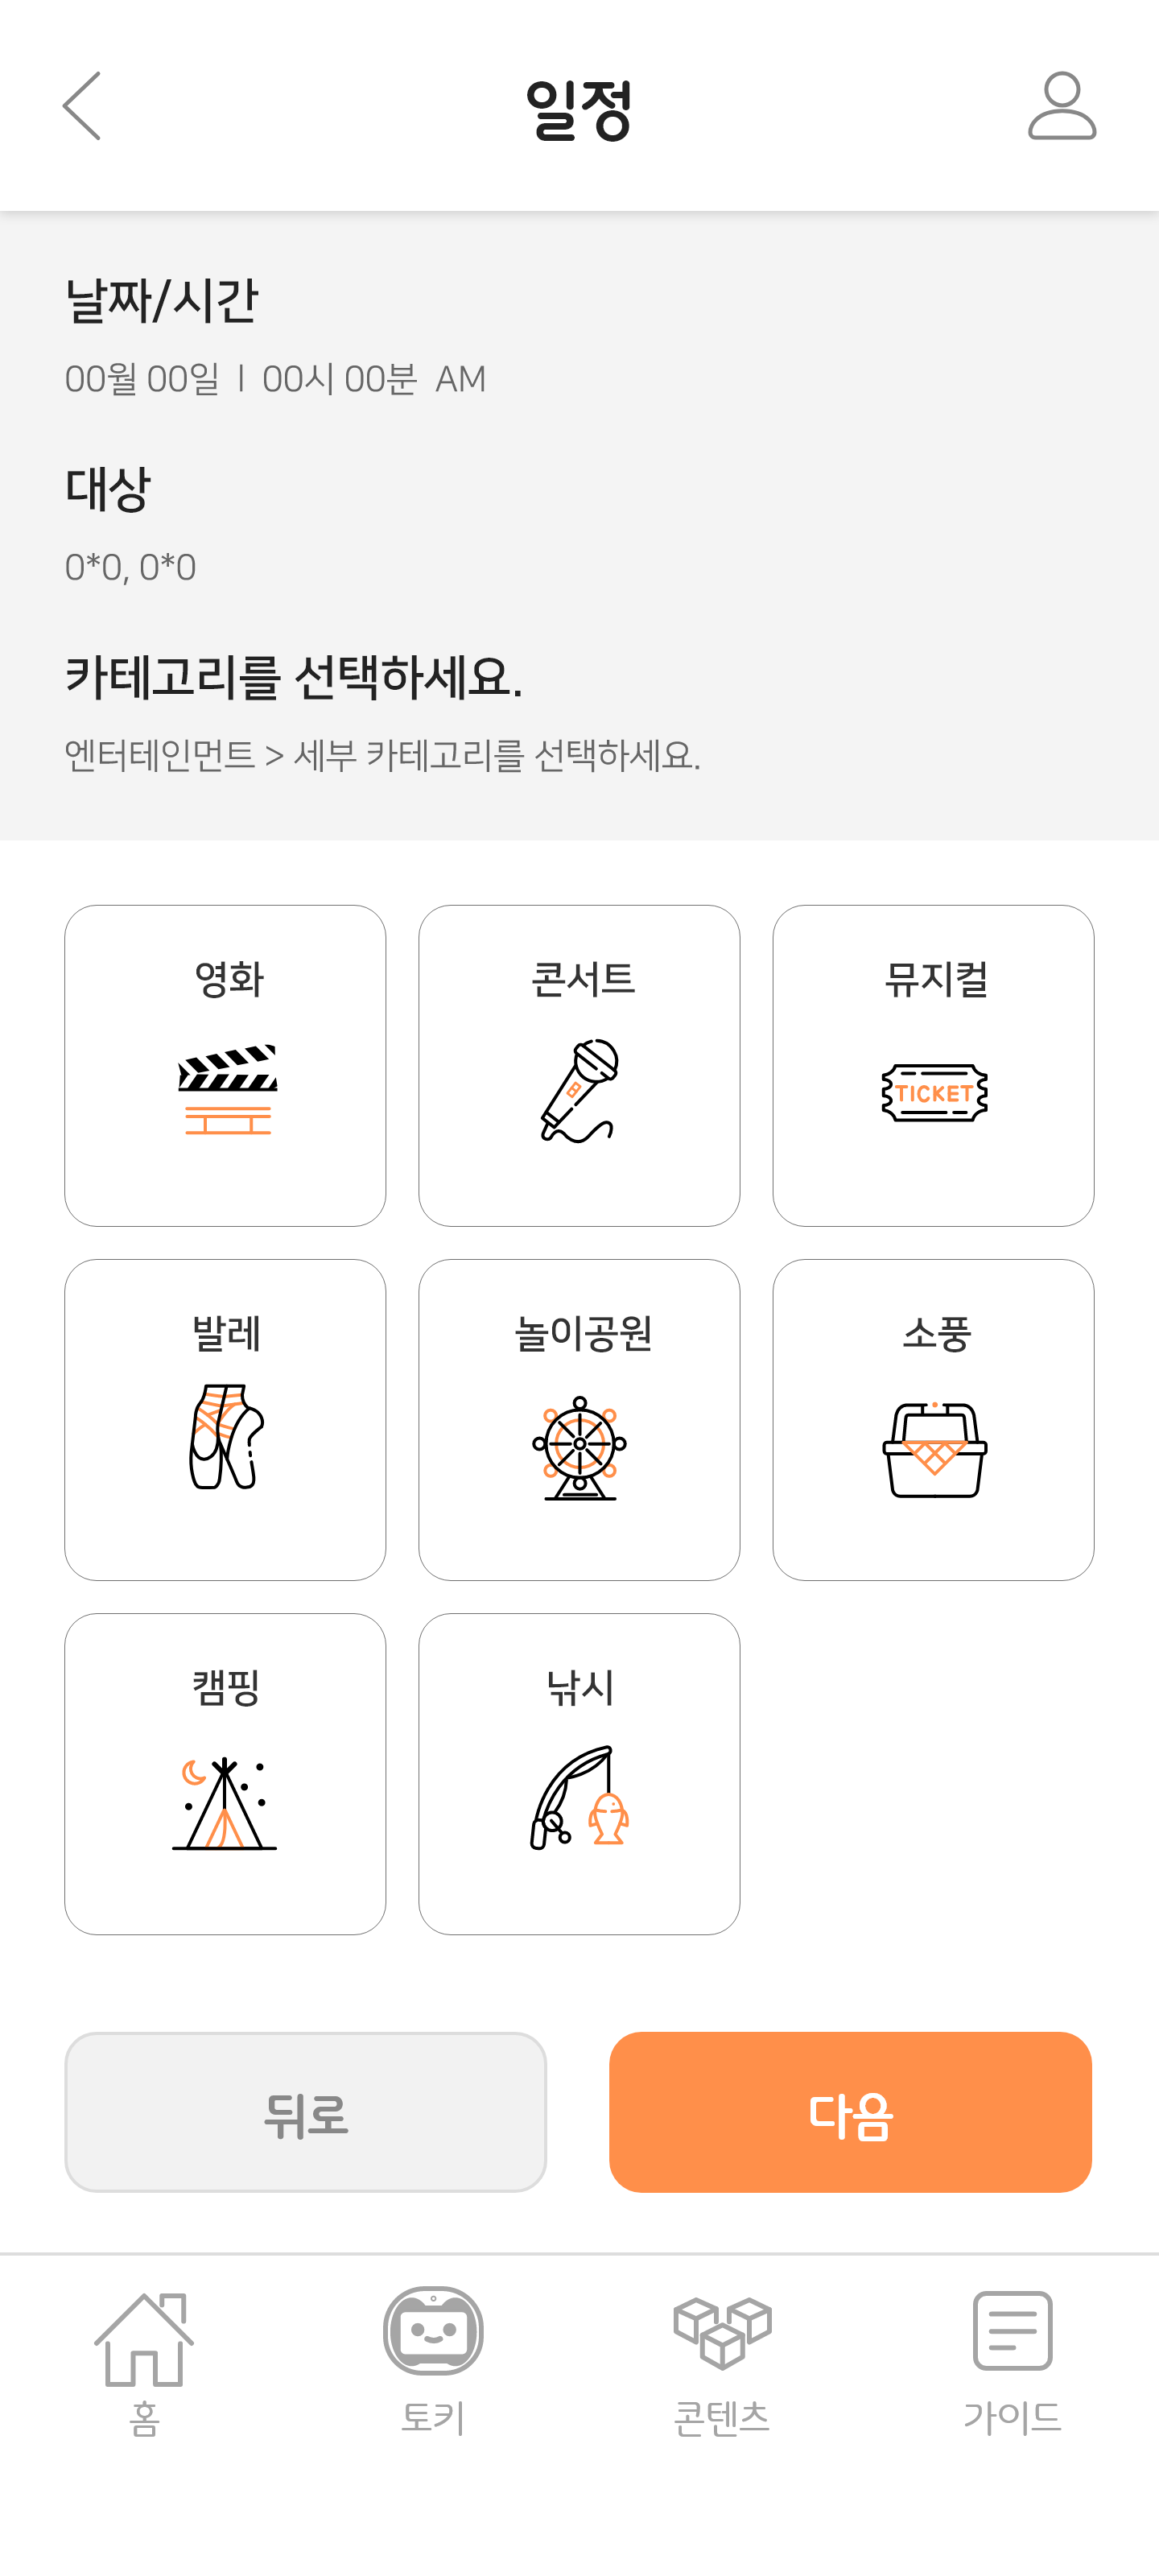 일정
날짜/시간
00월 00일 | 00시 00분 AM
대상
0*0, 0*0
카테고리를 선택하세요.
엔터테인먼트 > 세부 카테고리를 선택하세요.
영화
콘서트
뮤지컬
TICKET
발레
놀이공원
소풍
캠핑
낚시
뒤로
다음
홈
토키
콘텐츠
가이드